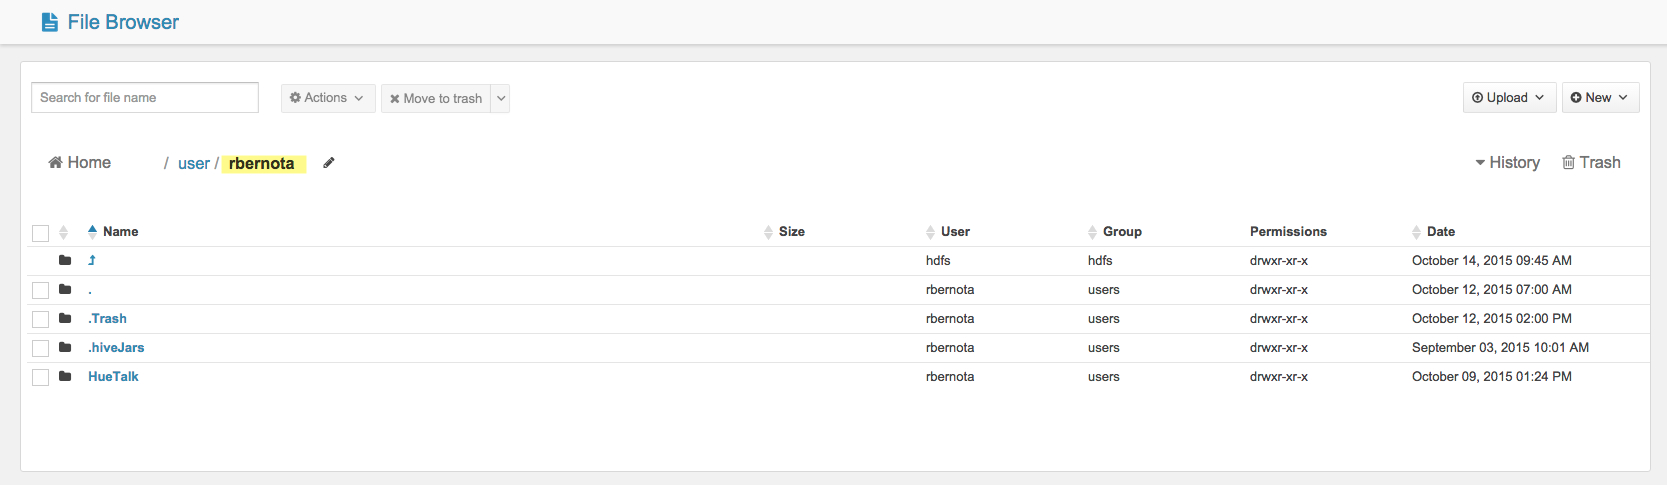 File Browser
Search for file name Actions Move to trash Upload New
Home / user / rbernota History Trash
Name Size User Group Permissions Date
hdfs hdfs drwxr-xr-x October 14, 2015 09:45 AM
. rbernota users drwxr-xr-x October 12, 2015 07:00 AM
.Trash rbernota users drwxr-xr-x October 12, 2015 02:00 PM
.hiveJars rbernota users drwxr-xr-x September 03, 2015 10:01 AM
HueTalk rbernota users drwxr-xr-x October 09, 2015 01:24 PM